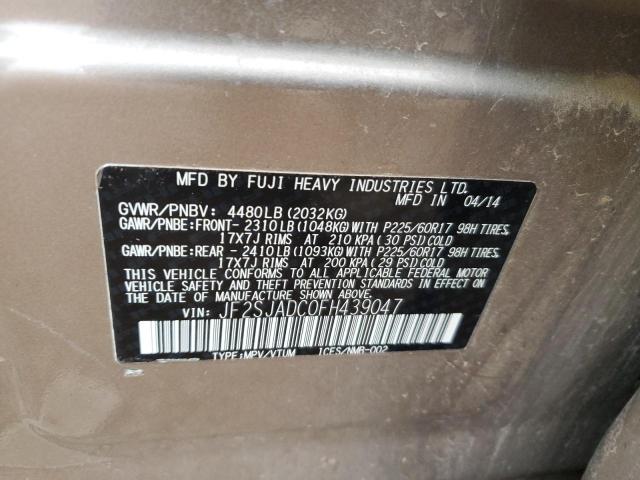 MFD BY FUJI HEAVY INDUSTRIES LTD.
MFD IN 04/14
GVWR/PNBV: 4480LB(2032KG)
GAWR/PNBE:FRONT-2310LB(1048KG)WITH P225/60R17 98H TIRES,
17X7J RIMS AT 210 KPA(30 PSI)COLD
GAWR/PNBE:REAR -2410LB(1093KG)WITH P225/60R17 98H TIRES,
17X7J RIMS AT 200 KPA(29 PSI)COLD
THIS VEHICLE CONFORMS TO ALL APPLICABLE FEDERAL MOTOR
VEHICLE SAFETY, BUMPER, AND THEFT PREVENTION STANDARDS
IN EFFECT ON THE DATE OF MANUFACTURE SHOWN ABOVE.
VIN: JF2SJADC0FH439047
TYPE:MPV/VTUM ICES/NMB-002